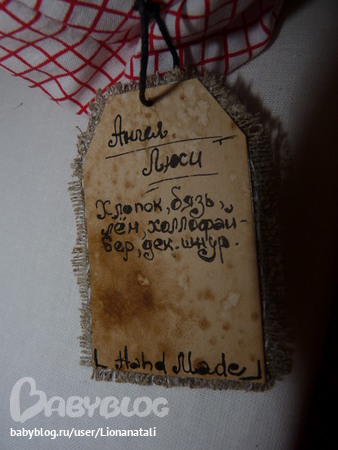 Ангел
Люси
Хлопок, бязь,
лён, холлофай-
бер, дек. шнур.
Hand Made
BABYBLOG
babyblog.ru/user/Lionanatali